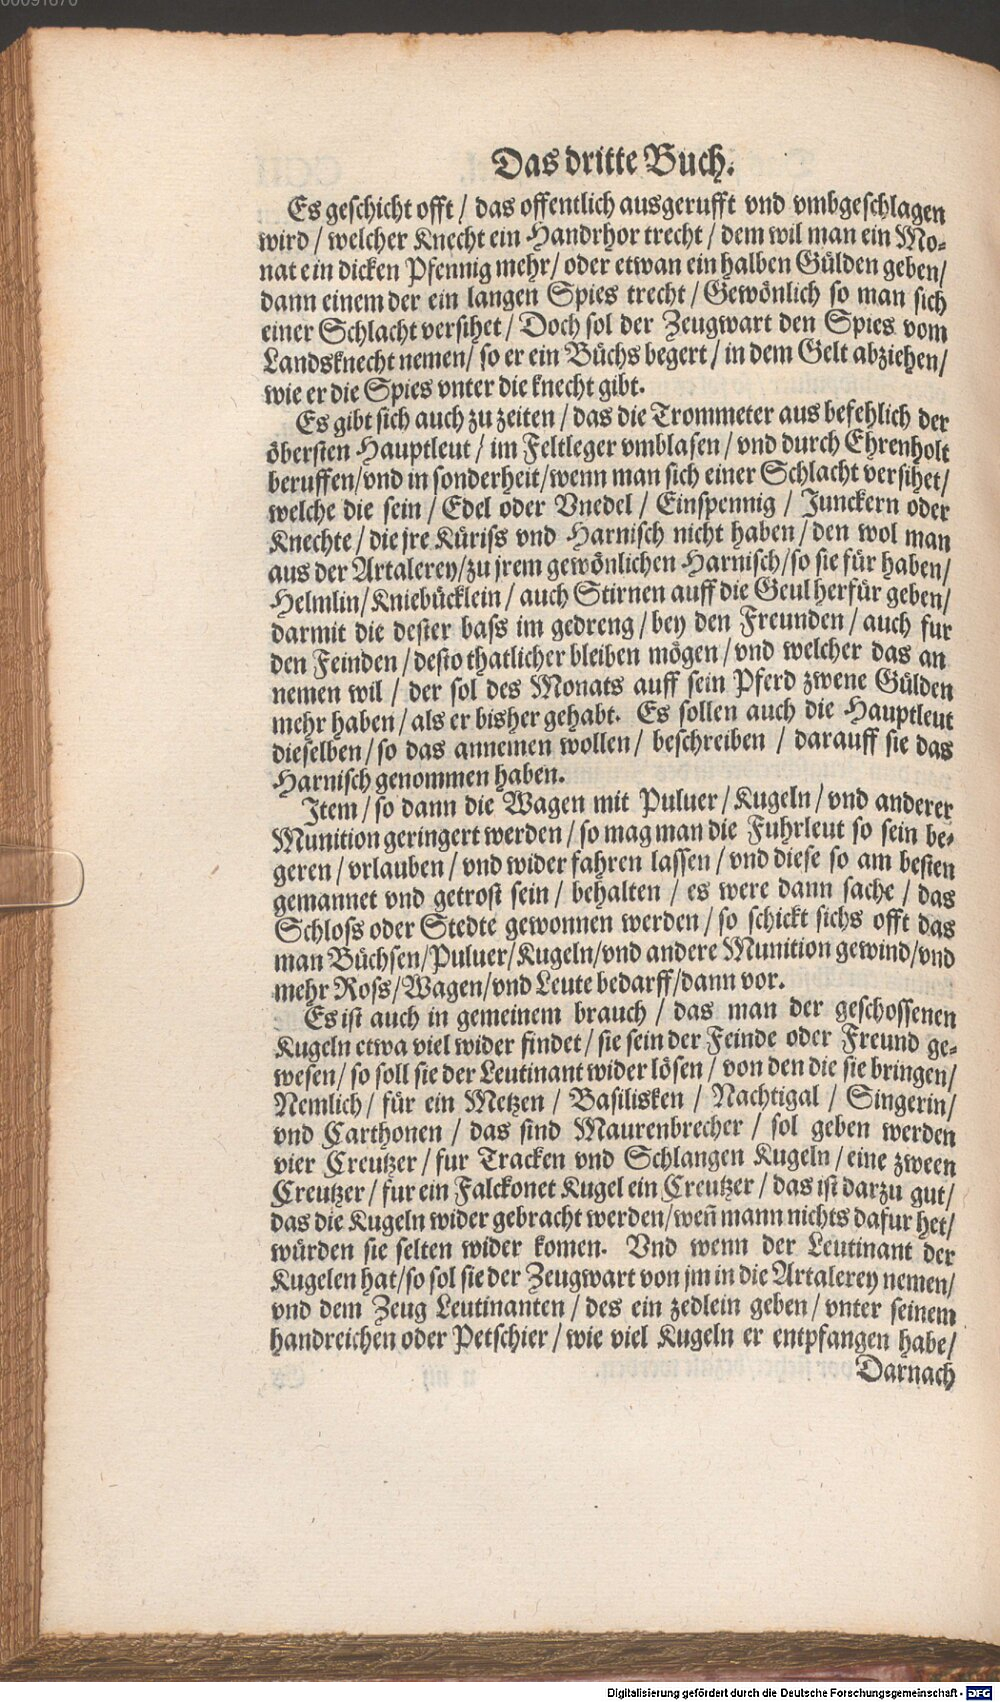 00091676
Das dritte Buch.
Es geschicht offt / das offentlich ausgerufft vnd vmbgeschlagen
wird / welcher Knecht ein Handrhor trecht / dem wil man ein Mo-
nat ein dicken Pfennig mehr / oder etwan ein halben Gülden geben /
dann einem der ein langen Spies trecht / Gewönlich so man sich
einer Schlacht versihet / Doch sol der Zeugwart den Spies vom
Landsknecht nemen / so er ein Büchs begert / in dem Gelt abziehen /
wie er die Spies vnter die knecht gibt.
Es gibt sich auch zu zeiten / das die Trommeter aus befehlich der
öbersten Hauptleut / im Feltleger vmblasen / vnd durch Ehrenholt
beruffen / vnd in sonderheit / wenn man sich einer Schlacht versihet /
welche die sein / Edel oder Vnedel / Einspennig / Junckern oder
Knechte / die jre Küriss vnd Harnisch nicht haben / den wol man
aus der Artalerey / zu jrem gewönlichen Harnisch / so sie für haben /
Helmlin / Kniebücklein / auch Stirnen auff die Geul herfür geben /
darmit die dester bass im gedreng / bey den Freunden / auch fur
den Feinden / desto thatlicher bleiben mögen / vnd welcher das an
nemen wil / der sol des Monats auff sein Pferd zwene Gülden
mehr haben / als er bisher gehabt. Es sollen auch die Hauptleut
dieselben / so das annemen wollen / beschreiben / darauff sie das
Harnisch genommen haben.
Item / so dann die Wagen mit Puluer / Kugeln / vnd anderer
Munition geringert werden / so mag man die Fuhrleut so sein be-
geren / vrlauben / vnd wider fahren lassen / vnd diese so am besten
gemannet vnd getrost sein / behalten / es were dann sache / das
Schloss oder Stedte gewonnen werden / so schickt sichs offt das
man Büchsen / Puluer / Kugeln / vnd andere Munition gewind / vnd
mehr Ross / Wagen / vnd Leute bedarff / dann vor.
Es ist auch in gemeinem brauch / das man der geschossenen
Kugeln etwa viel wider findet / sie sein der Feinde oder Freund ge-
wesen / so soll sie der Leutinant wider lösen / von den die sie bringen /
Nemlich / für ein Metzen / Basilisken / Nachtigal / Singerin /
vnd Carthonen / das sind Maurenbrecher / sol geben werden
vier Creutzer / fur Tracken vnd Schlangen Kugeln / eine zween
Creutzer / für ein Falckonet Kugel ein Creutzer / das ist darzu gut /
das die Kugeln wider gebracht werden / weñ mann nichts dafur het /
würden sie selten wider komen. Vnd wenn der Leutinant der
Kugelen hat / so sol sie der Zeugwart von jm in die Artalerey nemen /
vnd dem Zeug Leutinanten / des ein zedlein geben / vnter seinem
handreichen oder Petschier / wie viel Kugeln er entpfangen habe /
Darnach
Digitalisierung gefördert durch die Deutsche Forschungsgemeinschaft - DFG